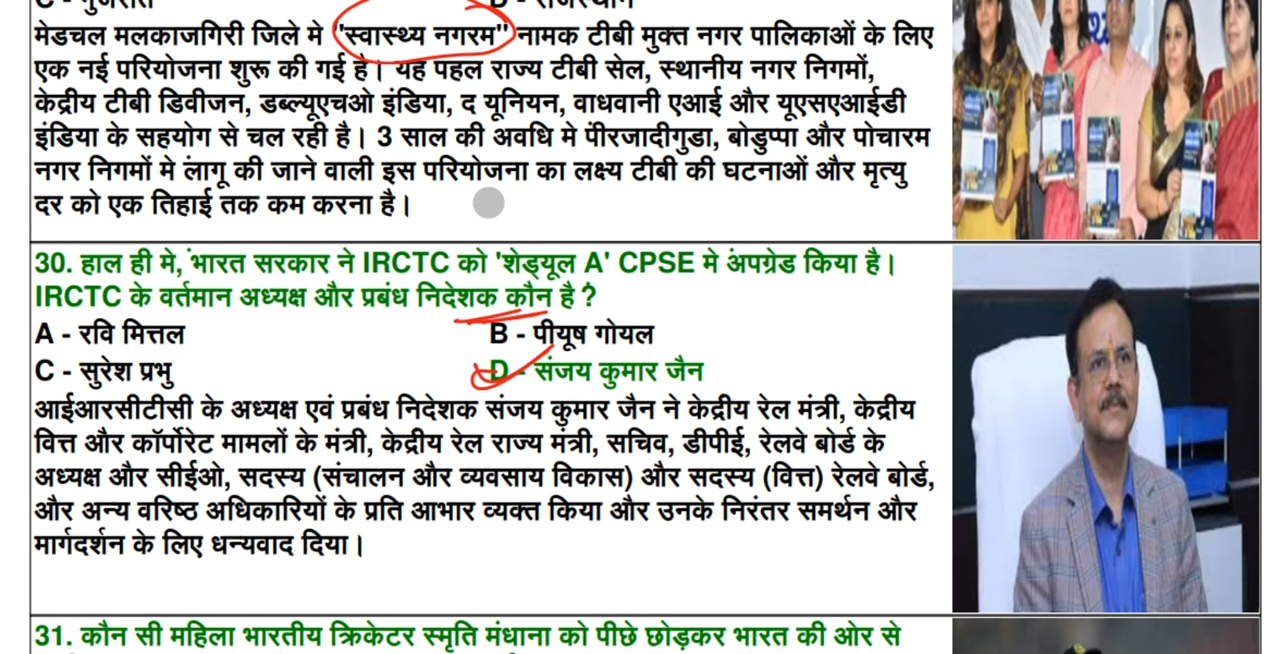 C - गुजरात D - राजस्थान
मेडचल मलकाजगिरी जिले मे "स्वास्थ्य नगरम" नामक टीबी मुक्त नगर पालिकाओं के लिए
एक नई परियोजना शुरू की गई है। यह पहल राज्य टीबी सेल, स्थानीय नगर निगमों,
केंद्रीय टीबी डिवीजन, डब्ल्यूएचओ इंडिया, द यूनियन, वाधवानी एआई और यूएसएआईडी
इंडिया के सहयोग से चल रही है। 3 साल की अवधि मे पीरजादीगुडा, बोडुप्पा और पोचारम
नगर निगमों मे लागू की जाने वाली इस परियोजना का लक्ष्य टीबी की घटनाओं और मृत्यु
दर को एक तिहाई तक कम करना है।
30. हाल ही मे, भारत सरकार ने IRCTC को 'शेड्यूल A' CPSE मे अपग्रेड किया है।
IRCTC के वर्तमान अध्यक्ष और प्रबंध निदेशक कौन है ?
A - रवि मित्तल B - पीयूष गोयल
C - सुरेश प्रभु D - संजय कुमार जैन
आईआरसीटीसी के अध्यक्ष एवं प्रबंध निदेशक संजय कुमार जैन ने केंद्रीय रेल मंत्री, केंद्रीय
वित्त और कॉर्पोरेट मामलों के मंत्री, केंद्रीय रेल राज्य मंत्री, सचिव, डीपीई, रेलवे बोर्ड के
अध्यक्ष और सीईओ, सदस्य (संचालन और व्यवसाय विकास) और सदस्य (वित्त) रेलवे बोर्ड,
और अन्य वरिष्ठ अधिकारियों के प्रति आभार व्यक्त किया और उनके निरंतर समर्थन और
मार्गदर्शन के लिए धन्यवाद दिया।
31. कौन सी महिला भारतीय क्रिकेटर स्मृति मंधाना को पीछे छोड़कर भारत की ओर से